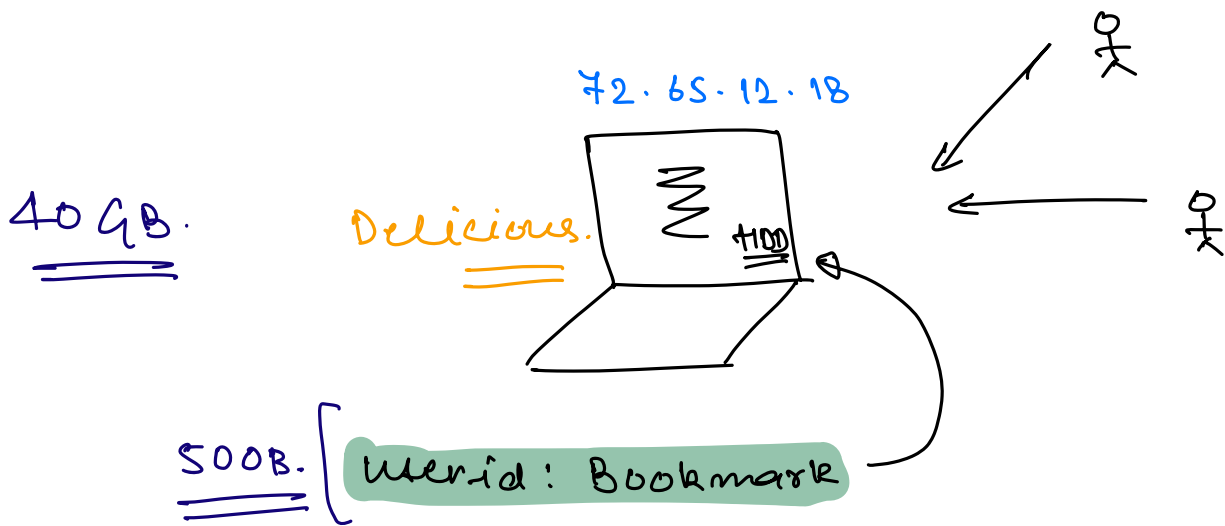 72.65.12.18
40 GB.
Delicious.
HDD
500B.
userid: Bookmark